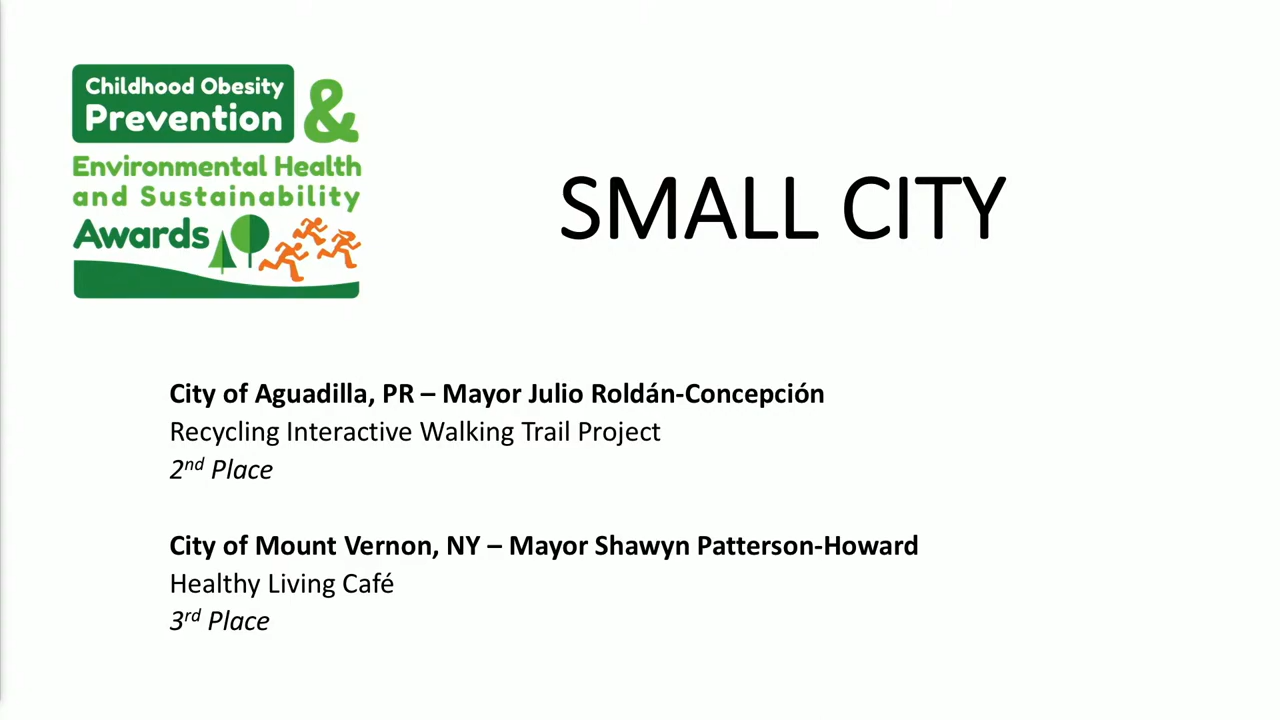 Childhood Obesity
Prevention &
Environmental Health
and Sustainability
Awards
SMALL CITY
City of Aguadilla, PR – Mayor Julio Roldán-Concepción
Recycling Interactive Walking Trail Project
2nd Place
City of Mount Vernon, NY – Mayor Shawyn Patterson-Howard
Healthy Living Café
3rd Place